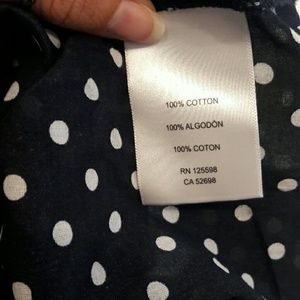 100% COTTON
100% ALGODÓN
100% COTON
RN 125598
CA 52698